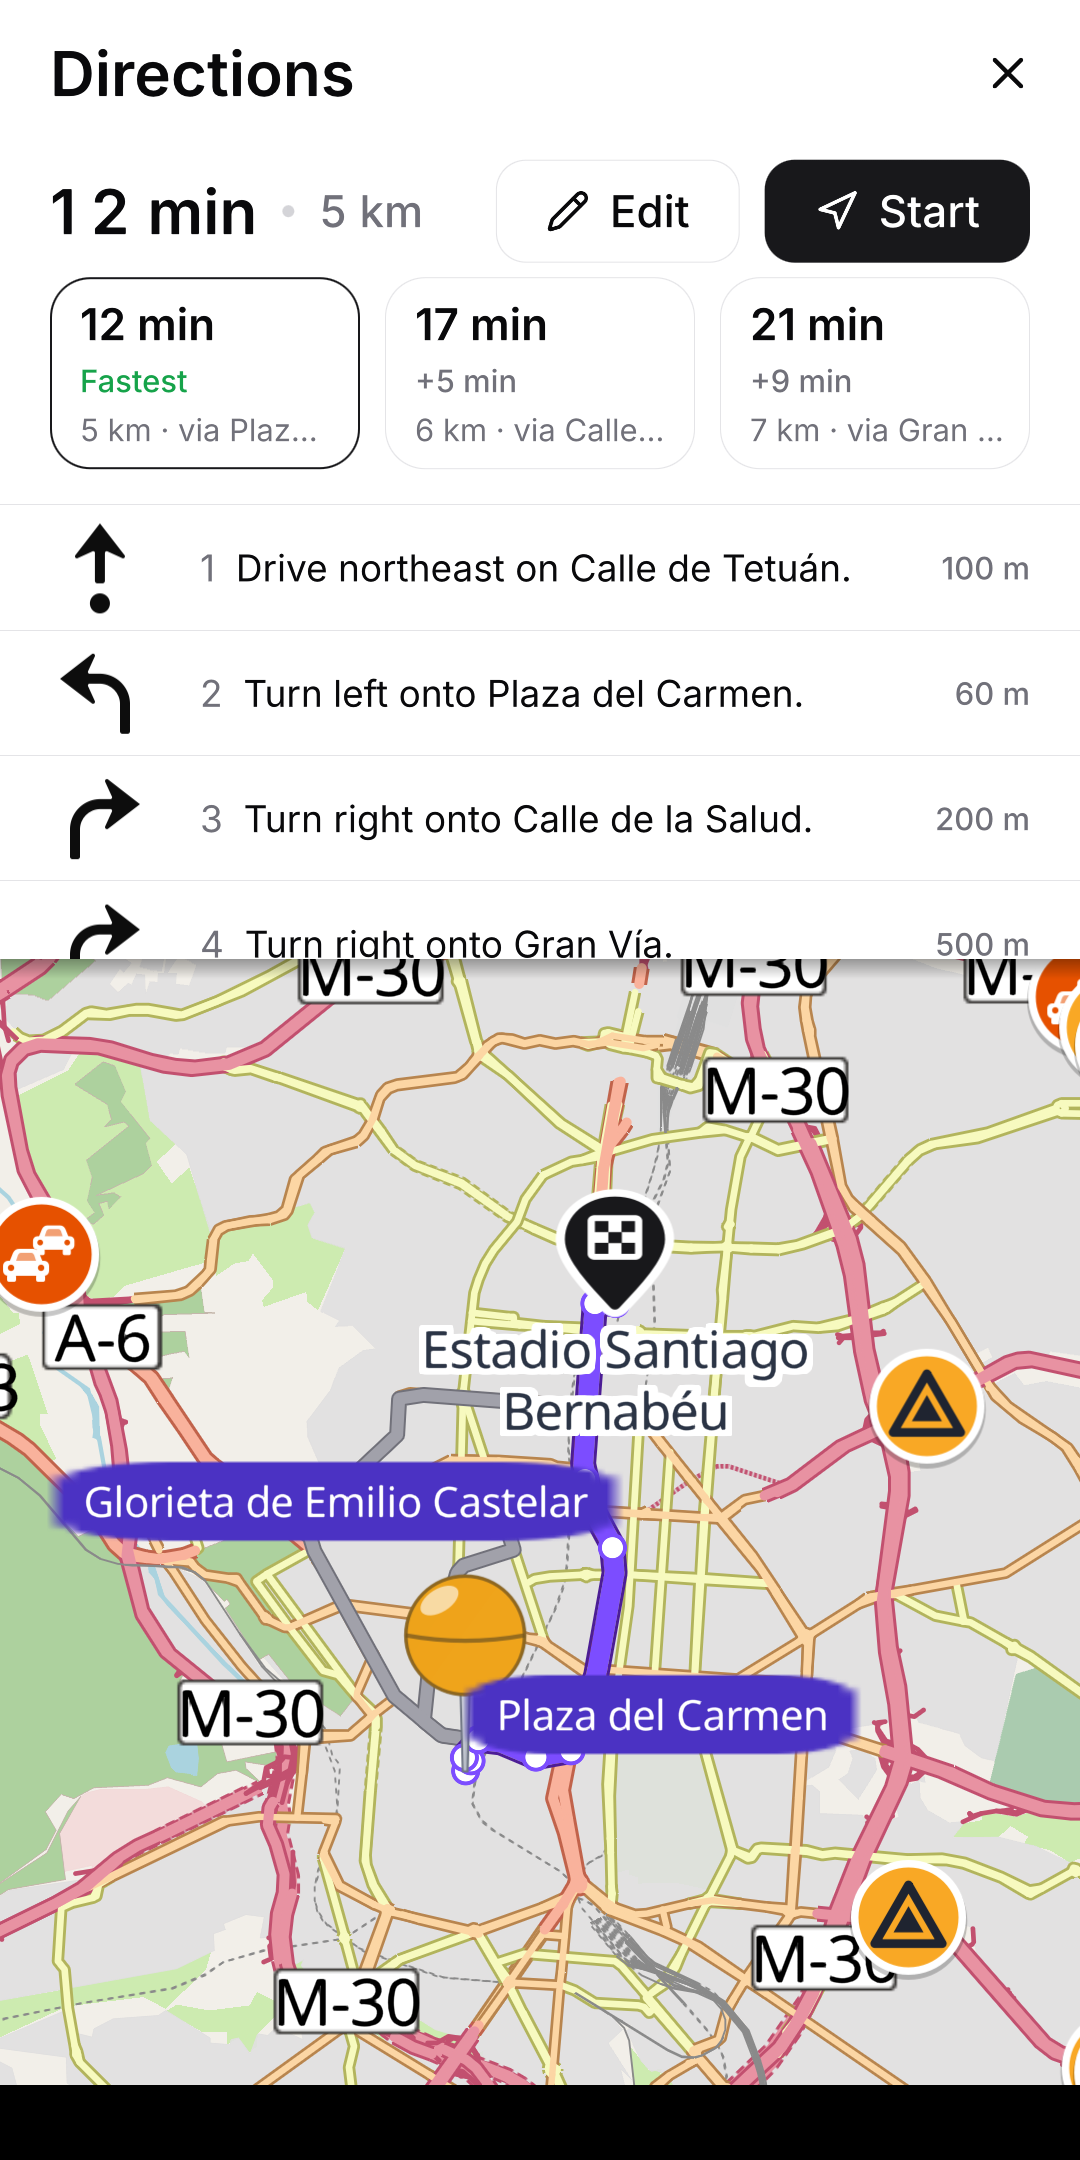 Directions
12 min • 5 km
Edit
Start
12 min
Fastest
5 km · via Plaz...
17 min
+5 min
6 km · via Calle...
21 min
+9 min
7 km · via Gran ...
1 Drive northeast on Calle de Tetuán. 100 m
2 Turn left onto Plaza del Carmen. 60 m
3 Turn right onto Calle de la Salud. 200 m
4 Turn right onto Gran Vía. 500 m
M-30
M-30
M-
M-30
A-6
3
Estadio Santiago
Bernabéu
Glorieta de Emilio Castelar
Plaza del Carmen
M-30
M-30
M-30